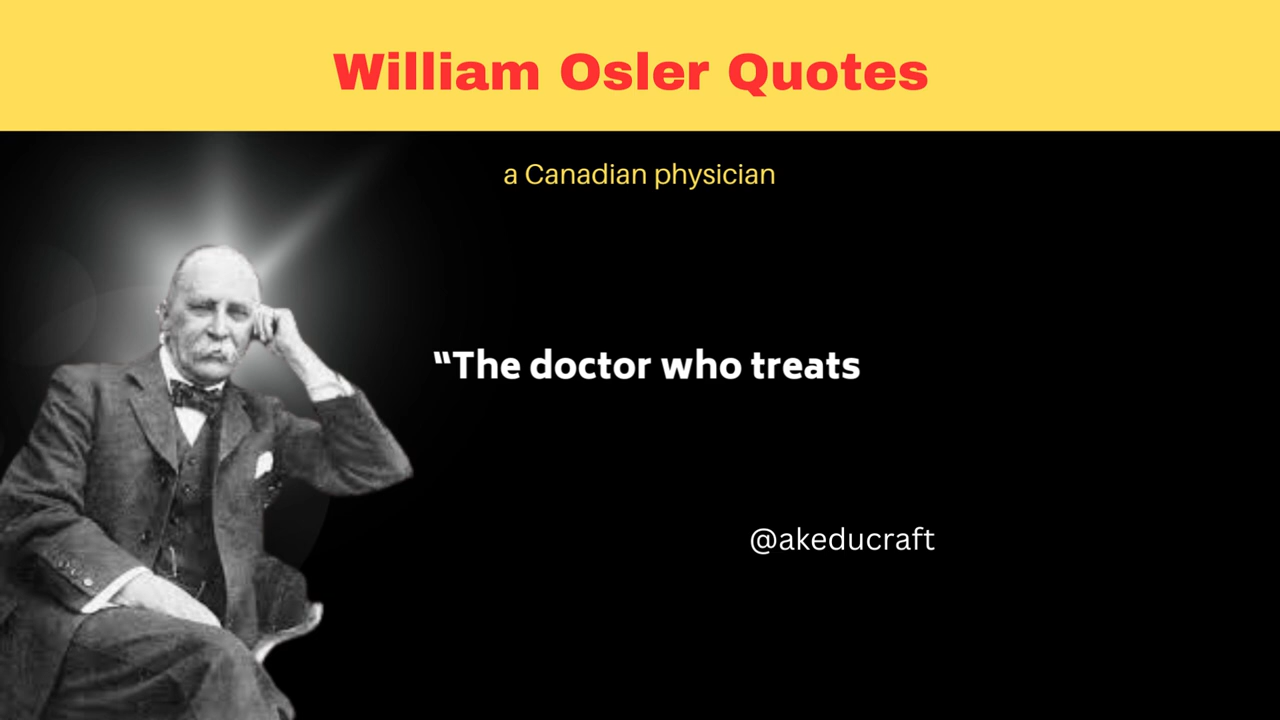 William Osler Quotes
a Canadian physician
“The doctor who treats
@akeducraft